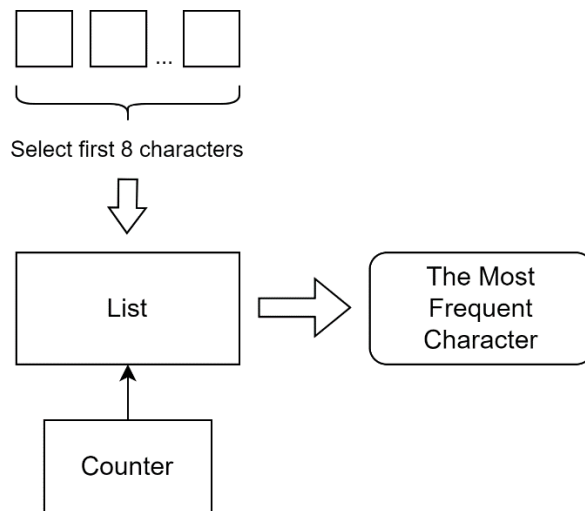 ...
Select first 8 characters
List
The Most
Frequent
Character
Counter